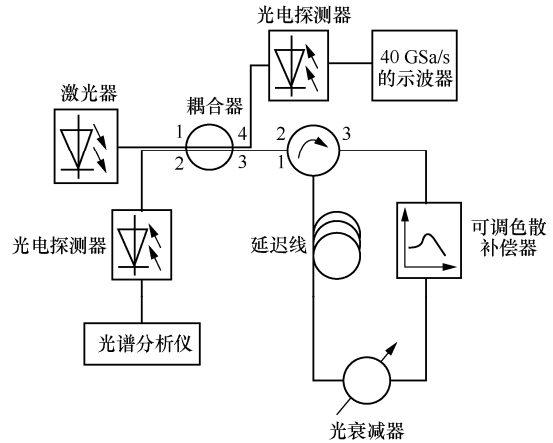 光电探测器
40 GSa/s
的示波器
激光器
耦合器
1
4
2
3
2
3
1
光电探测器
延迟线
可调色散
补偿器
光谱分析仪
光衰减器